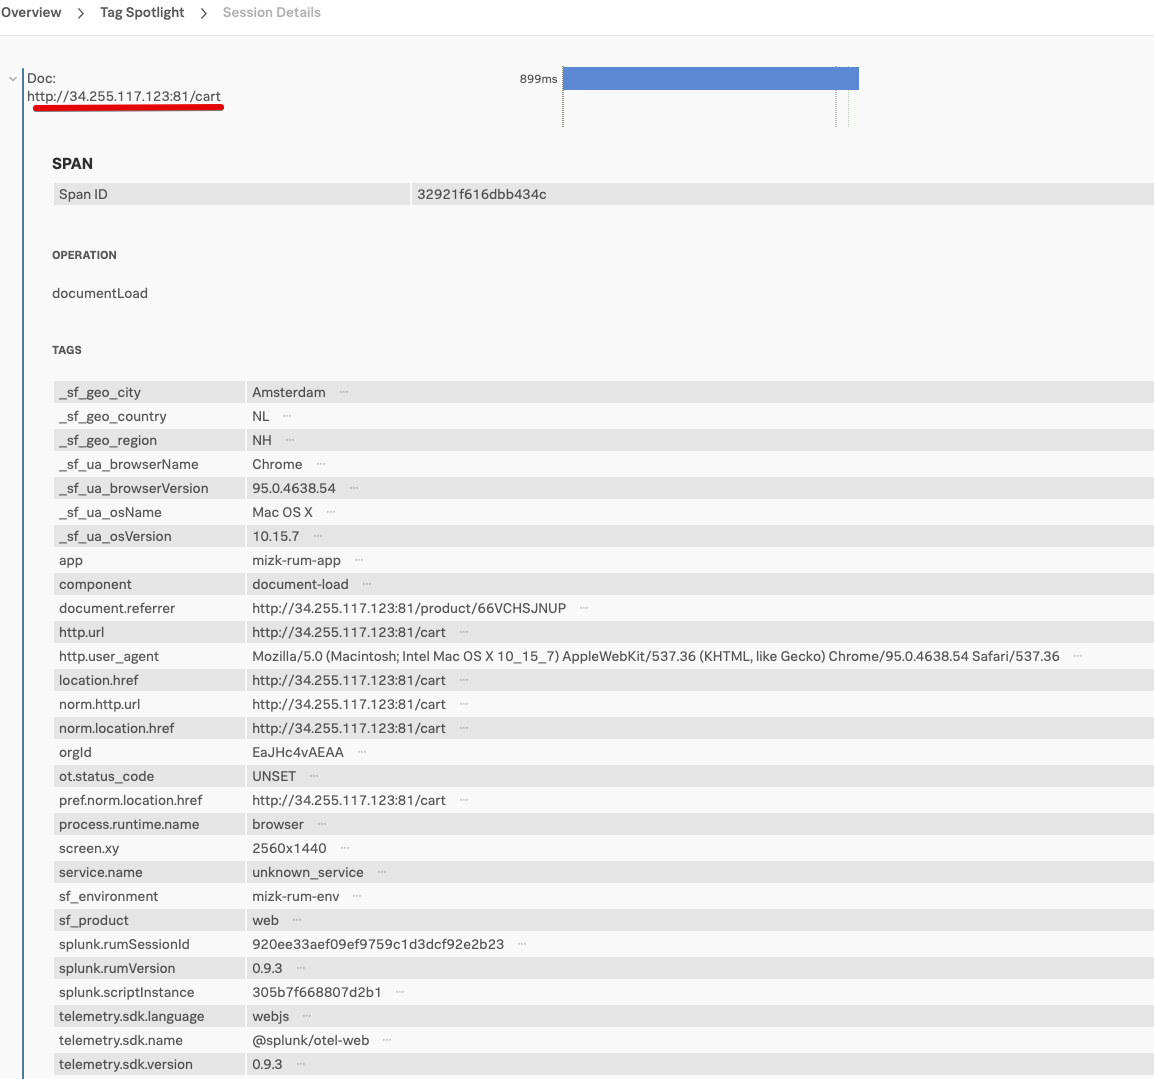 Overview > Tag Spotlight > Session Details
Doc:
http://34.255.117.123:81/cart
899ms
SPAN
Span ID 32921f616dbb434c
OPERATION
documentLoad
TAGS
_sf_geo_city Amsterdam ...
_sf_geo_country NL ...
_sf_geo_region NH ...
_sf_ua_browserName Chrome ...
_sf_ua_browserVersion 95.0.4638.54 ...
_sf_ua_osName Mac OS X ...
_sf_ua_osVersion 10.15.7 ...
app mizk-rum-app ...
component document-load ...
document.referrer http://34.255.117.123:81/product/66VCHSJNUP ...
http.url http://34.255.117.123:81/cart ...
http.user_agent Mozilla/5.0 (Macintosh; Intel Mac OS X 10_15_7) AppleWebKit/537.36 (KHTML, like Gecko) Chrome/95.0.4638.54 Safari/537.36 ...
location.href http://34.255.117.123:81/cart ...
norm.http.url http://34.255.117.123:81/cart ...
norm.location.href http://34.255.117.123:81/cart ...
orgId EaJHc4vAEAA ...
ot.status_code UNSET ...
pref.norm.location.href http://34.255.117.123:81/cart ...
process.runtime.name browser ...
screen.xy 2560x1440 ...
service.name unknown_service ...
sf_environment mizk-rum-env ...
sf_product web ...
splunk.rumSessionId 920ee33aef09ef9759c1d3dcf92e2b23 ...
splunk.rumVersion 0.9.3 ...
splunk.scriptInstance 305b7f668807d2b1 ...
telemetry.sdk.language webjs ...
telemetry.sdk.name @splunk/otel-web ...
telemetry.sdk.version 0.9.3 ...